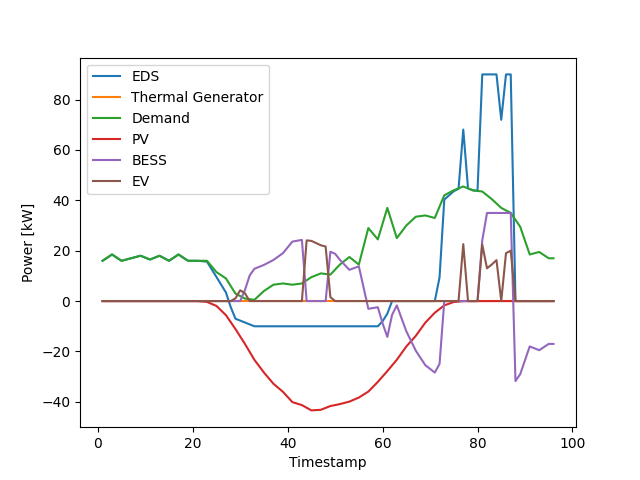 EDS
Thermal Generator
Demand
PV
BESS
EV
80
60
40
20
0
−20
−40
Power [kW]
0 20 40 60 80 100
Timestamp